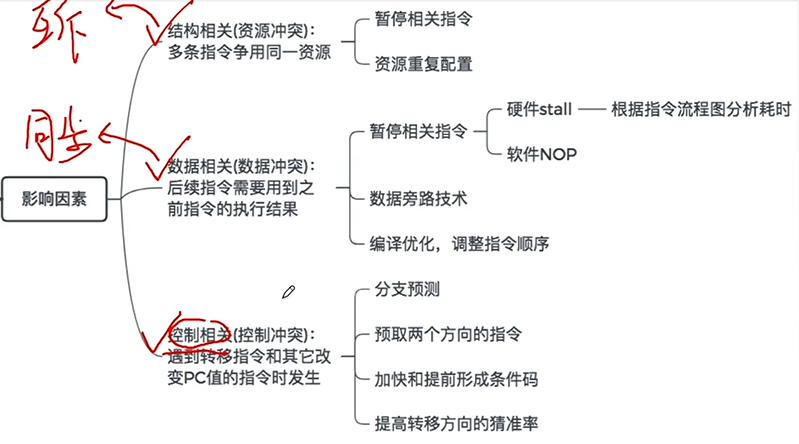 互斥
结构相关(资源冲突)：
多条指令争用同一资源
暂停相关指令
资源重复配置
同步
影响因素
数据相关(数据冲突)：
后续指令需要用到之
前指令的执行结果
暂停相关指令
硬件stall
根据指令流程图分析耗时
软件NOP
数据旁路技术
编译优化，调整指令顺序
控制相关(控制冲突)：
遇到转移指令和其它改
变PC值的指令时发生
分支预测
预取两个方向的指令
加快和提前形成条件码
提高转移方向的猜准率